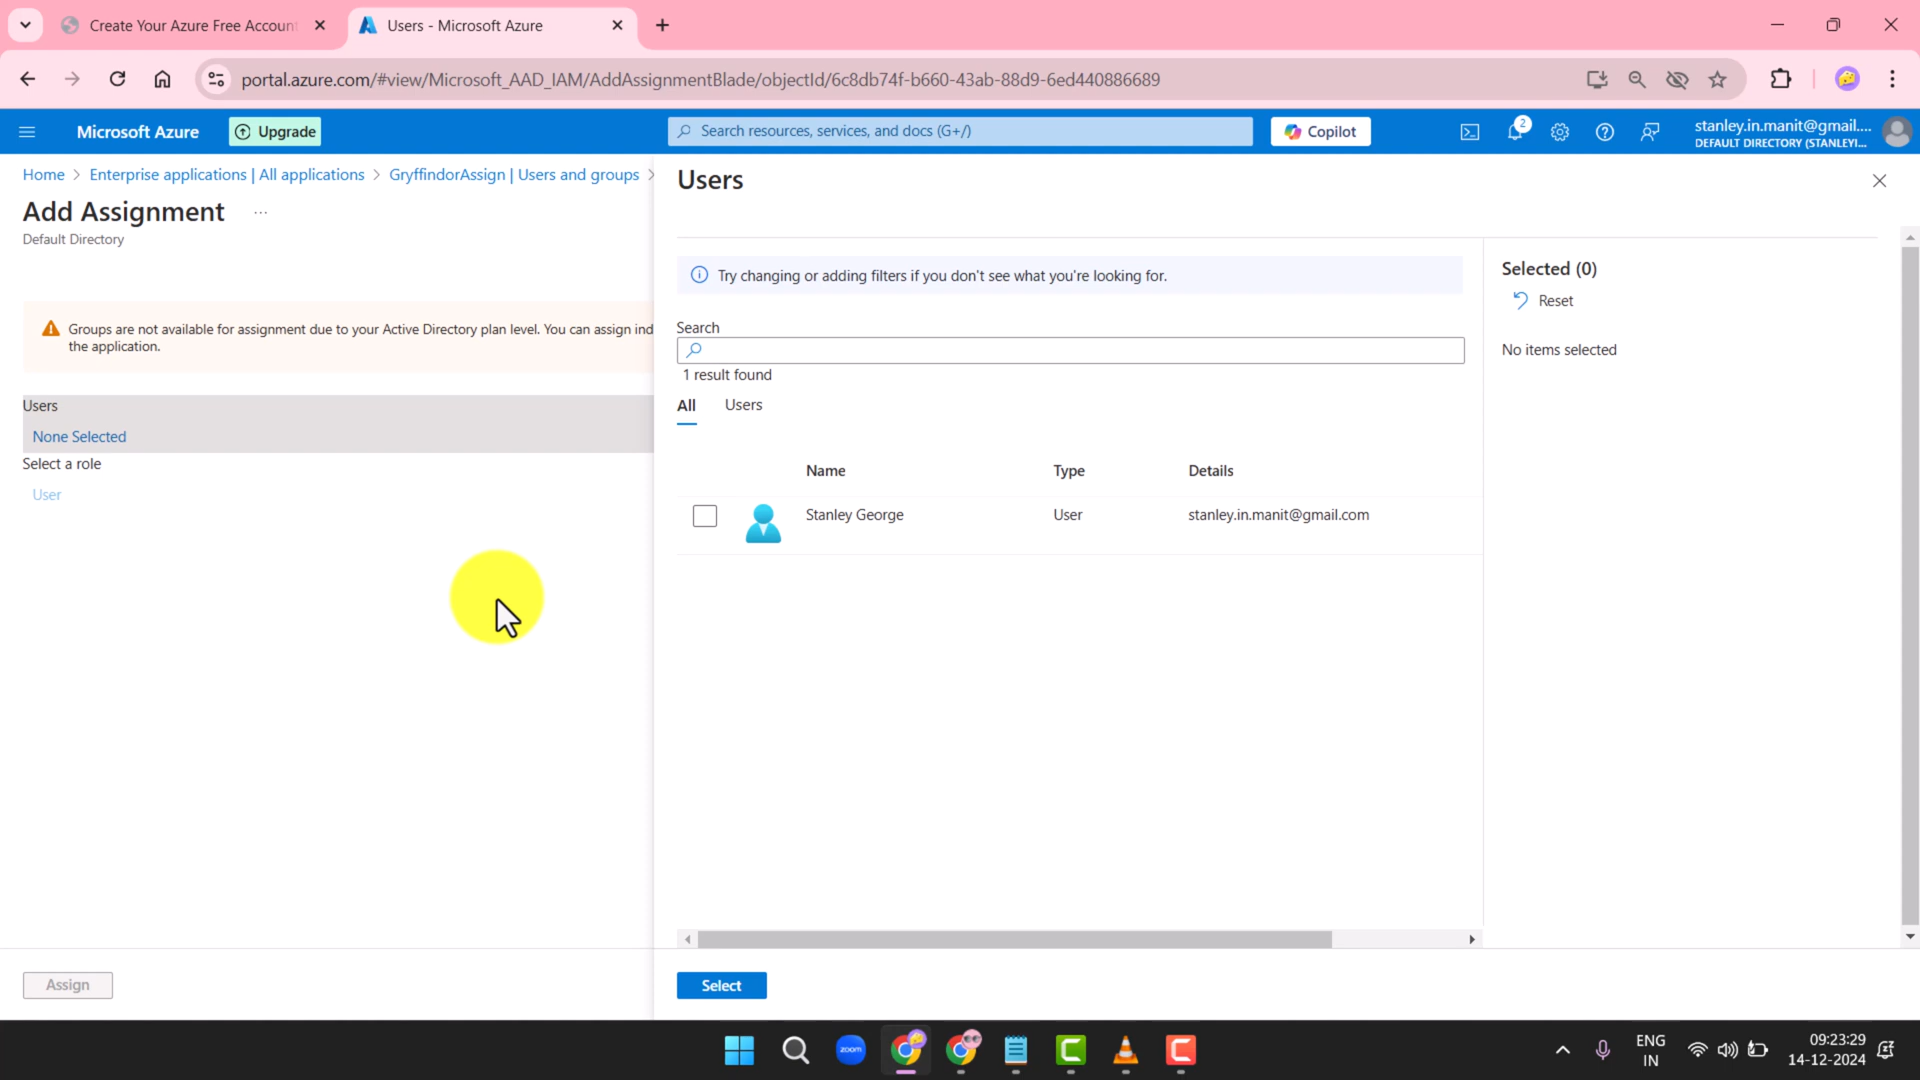 Create Your Azure Free Accoun
Users - Microsoft Azure
portal.azure.com/#view/Microsoft_AAD_IAM/AddAssignmentBlade/objectId/6c8db74f-b660-43ab-88d9-6ed440886689
Microsoft Azure
Upgrade
Search resources, services, and docs (G+/)
Copilot
2
stanley.in.manit@gmail....
DEFAULT DIRECTORY (STANLEYI...
Home > Enterprise applications | All applications > GryffindorAssign | Users and groups >
Add Assignment ...
Default Directory
Groups are not available for assignment due to your Active Directory plan level. You can assign ind
the application.
Users
None Selected
Select a role
User
Assign
Users
Try changing or adding filters if you don't see what you're looking for.
Search
1 result found
All Users
Name Type Details
Stanley George User stanley.in.manit@gmail.com
Select
Selected (0)
Reset
No items selected
zoom
ENG
IN
09:23:29
14-12-2024